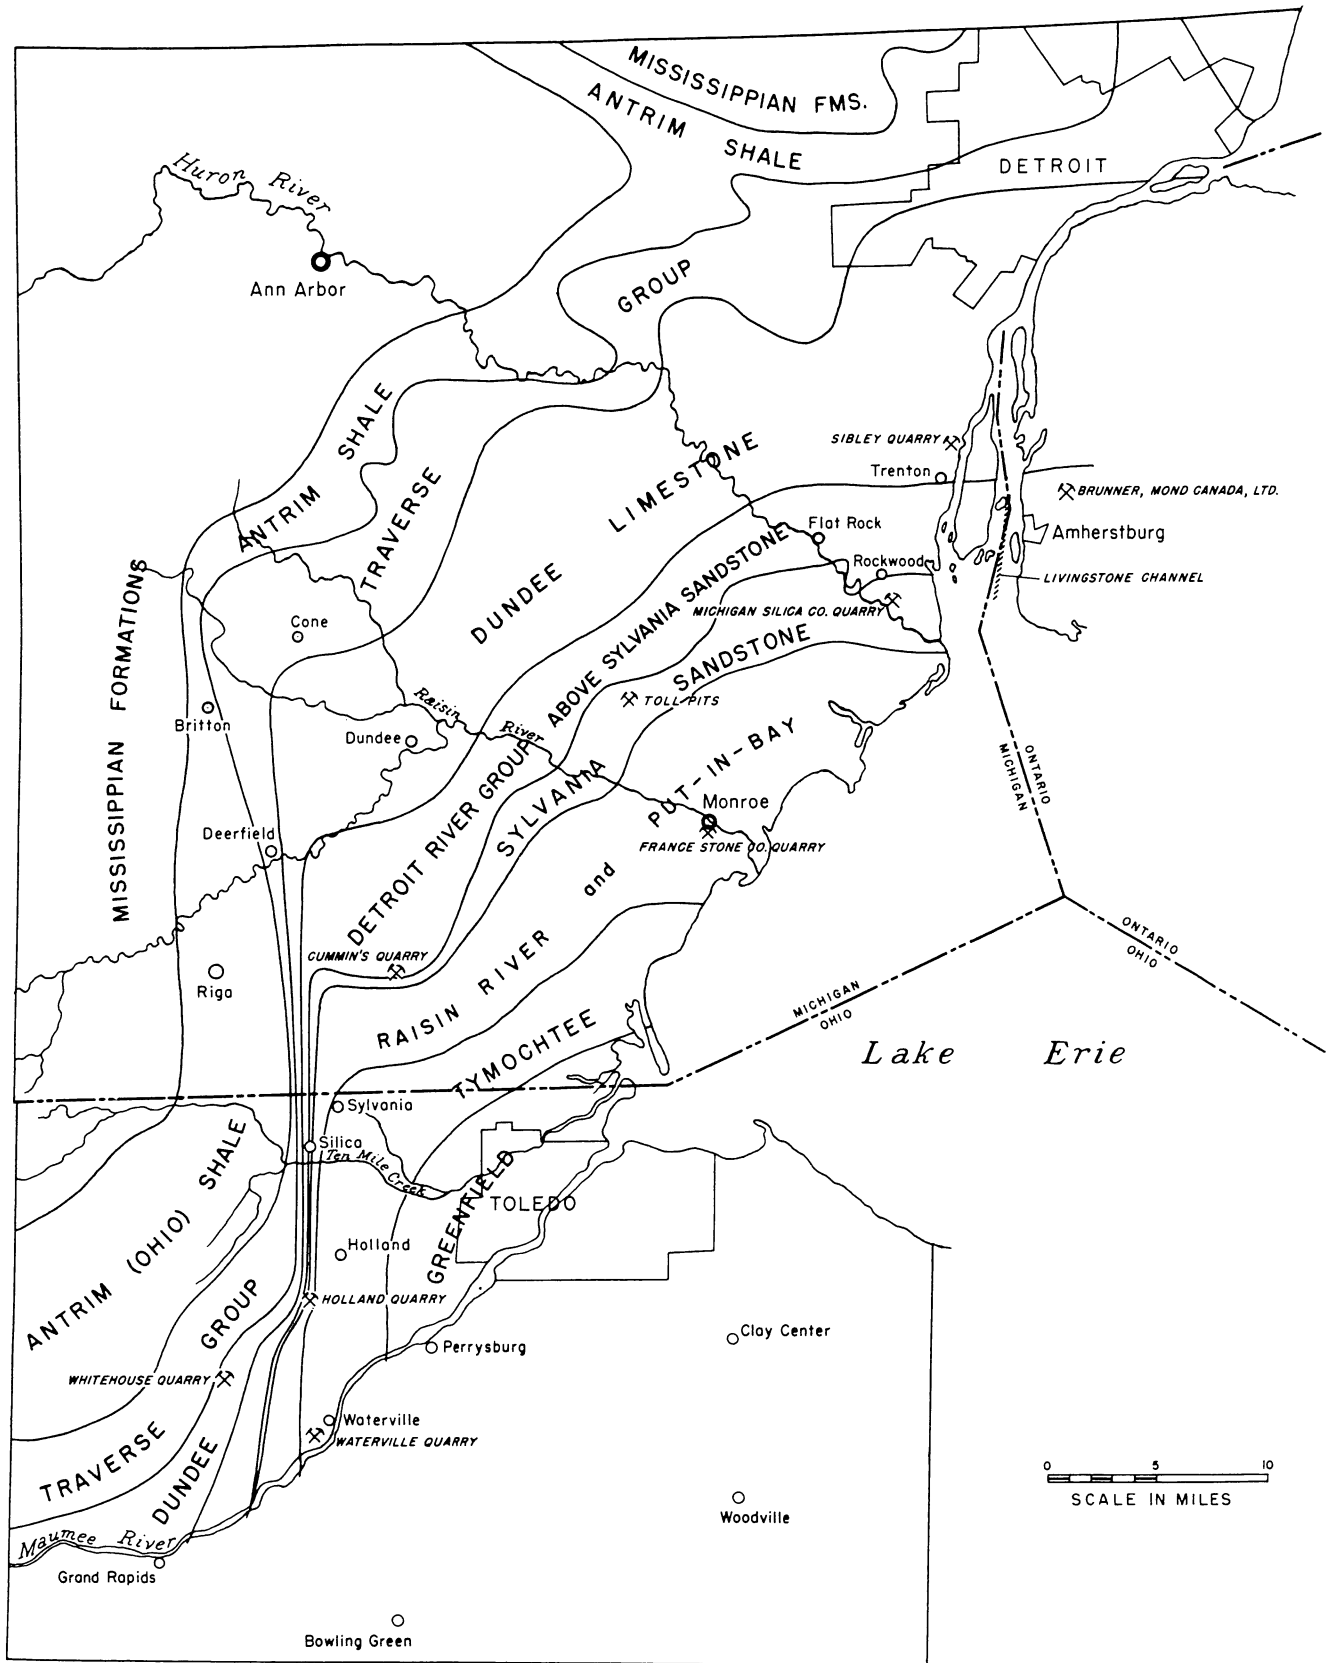 MISSISSIPPIAN FMS.
ANTRIM SHALE
DETROIT
Huron River
Ann Arbor
GROUP
ANTRIM SHALE
TRAVERSE
DUNDEE LIMESTONE
SIBLEY QUARRY
Trenton
BRUNNER, MOND CANADA, LTD.
Flat Rock
Amherstburg
Rockwood
LIVINGSTONE CHANNEL
MICHIGAN SILICA CO. QUARRY
MISSISSIPPIAN FORMATIONS
Cone
DETROIT RIVER GROUP ABOVE SYLVANIA SANDSTONE
SYLVANIA SANDSTONE
TOLL PITS
Britton
Raisin River
Dundee
PUT-IN-BAY
ONTARIO
MICHIGAN
Monroe
Deerfield
FRANCE STONE CO. QUARRY
and
RAISIN RIVER
CUMMIN'S QUARRY
Riga
ONTARIO
OHIO
MICHIGAN
OHIO
Lake Erie
TYMOCHTEE
Sylvania
Silica
Ten Mile Creek
ANTRIM (OHIO) SHALE
GREENFIELD
TOLEDO
Holland
HOLLAND QUARRY
GROUP
Clay Center
Perrysburg
WHITEHOUSE QUARRY
Waterville
WATERVILLE QUARRY
TRAVERSE
DUNDEE
0 5 10
SCALE IN MILES
Woodville
Maumee River
Grand Rapids
Bowling Green